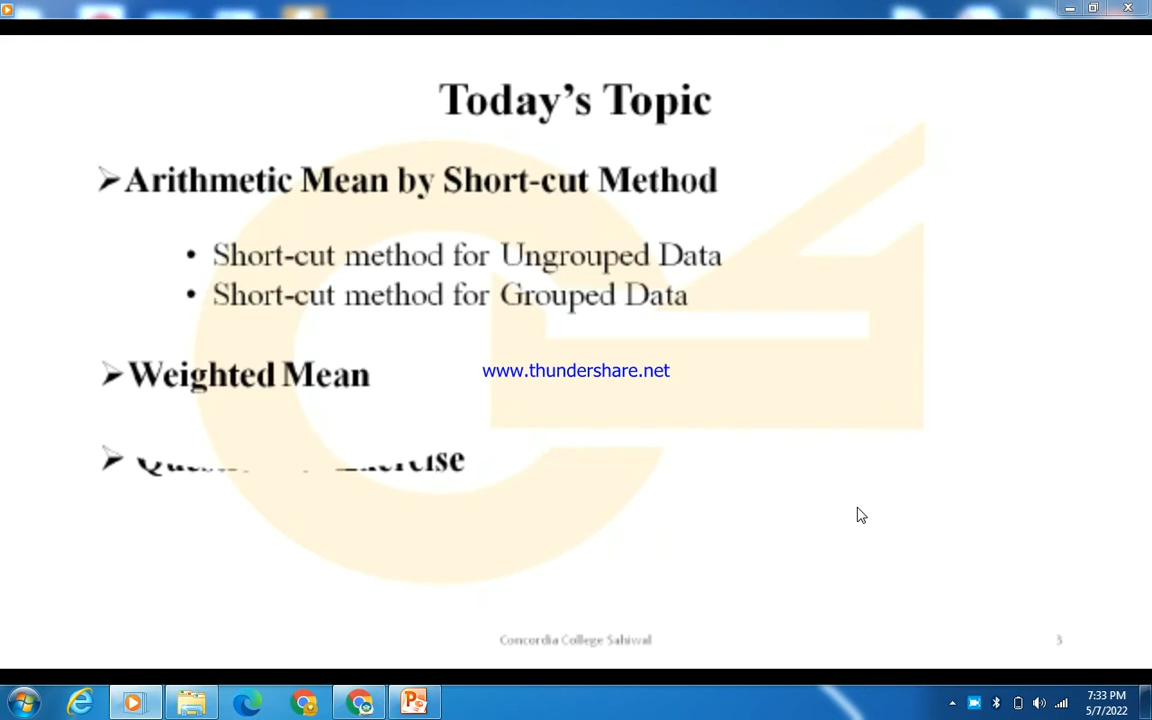 Today's Topic
➢Arithmetic Mean by Short-cut Method
• Short-cut method for Ungrouped Data
• Short-cut method for Grouped Data
➢Weighted Mean
www.thundershare.net
➢
Concordia College Sahiwal
3
7:33 PM
5/7/2022